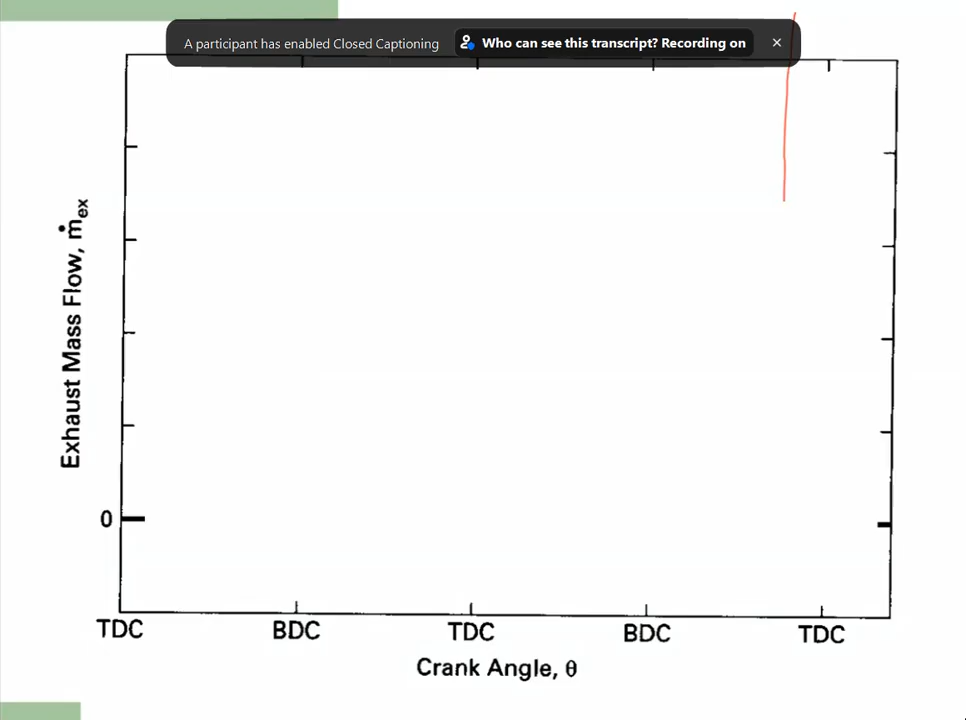 A participant has enabled Closed Captioning Who can see this transcript? Recording on ×
Exhaust Mass Flow, ṁex
0
TDC BDC TDC BDC TDC
Crank Angle, θ